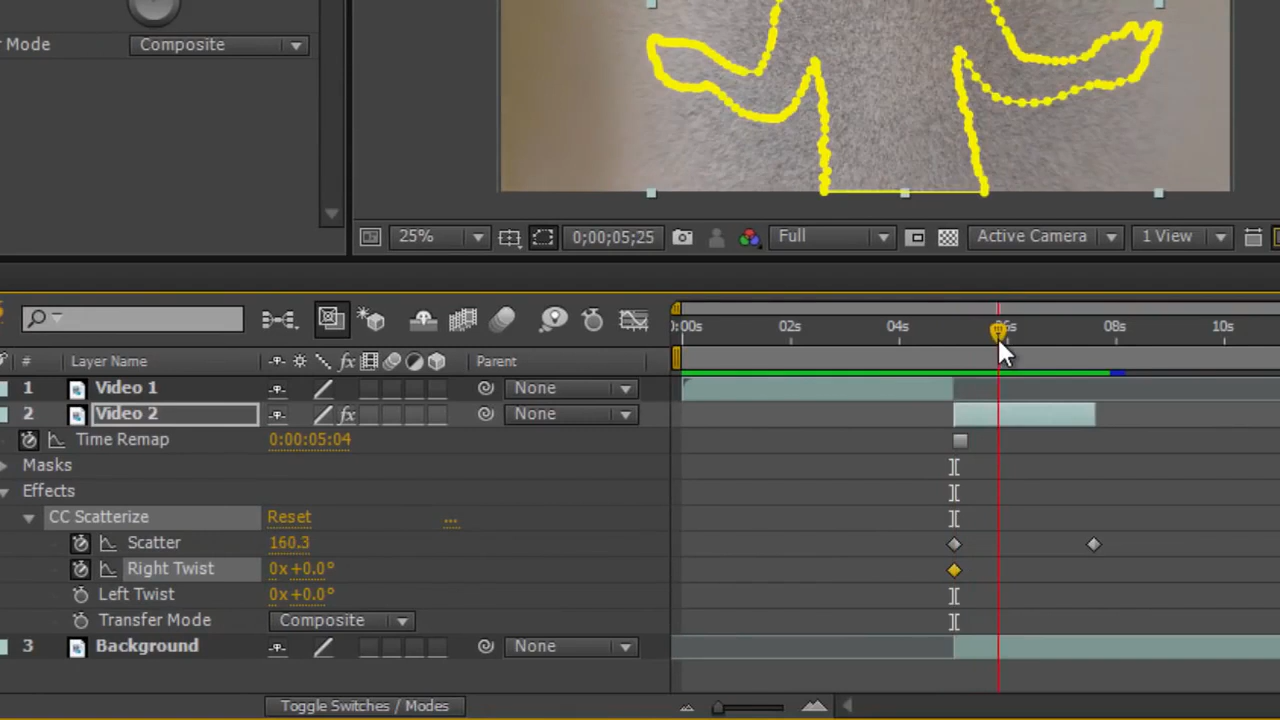 r Mode Composite
25% 0;00;05;25 Full Active Camera 1 View
0:00s 02s 04s 06s 08s 10s
# Layer Name fx Parent
1 Video 1 None
2 Video 2 fx None
Time Remap 0:00:05:04
Masks
Effects
CC Scatterize Reset ...
Scatter 160.3
Right Twist 0x+0.0°
Left Twist 0x+0.0°
Transfer Mode Composite
3 Background None
Toggle Switches / Modes